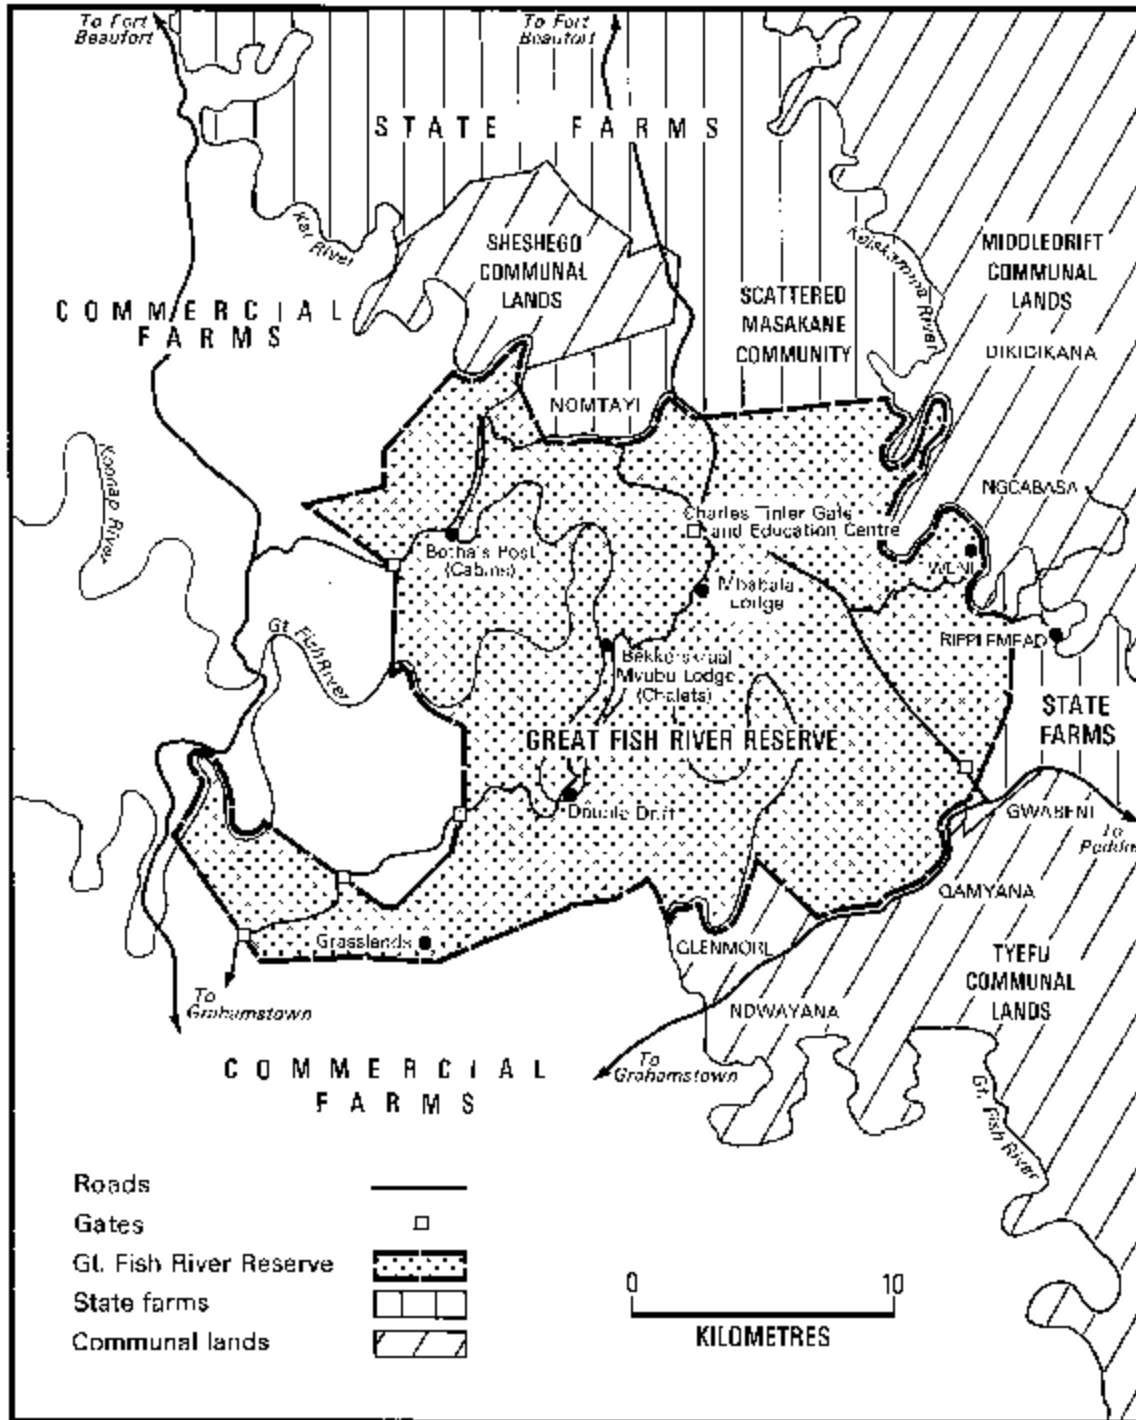 To Fort
Beaufort
To Fort
Beaufort
STATE FARMS
Kat River
SHESHEGO
COMMUNAL
LANDS
Keiskamma River
MIDDLEDRIFT
COMMUNAL
LANDS
COMMERCIAL
FARMS
SCATTERED
MASAKANE
COMMUNITY
DIKIDIKANA
NOMTAYI
Koonap River
NGCABASA
Charles Tinler Gate
and Education Centre
Botha's Post
(Cabins)
WENI
Mbabala
Lodge
Gt. Fish River
RIPPLEMEAD
Mvubu Lodge
(Chalets)
STATE
FARMS
GREAT FISH RIVER RESERVE
Double Drift
GWABENI
To
Peddie
QAMYANA
Grasslands
GLENMORE
TYEFU
COMMUNAL
LANDS
To
Grahamstown
NDWAYANA
To
Grahamstown
COMMERCIAL
FARMS
Gt. Fish River
Roads
Gates
Gt. Fish River Reserve
State farms
Communal lands
0 10
KILOMETRES